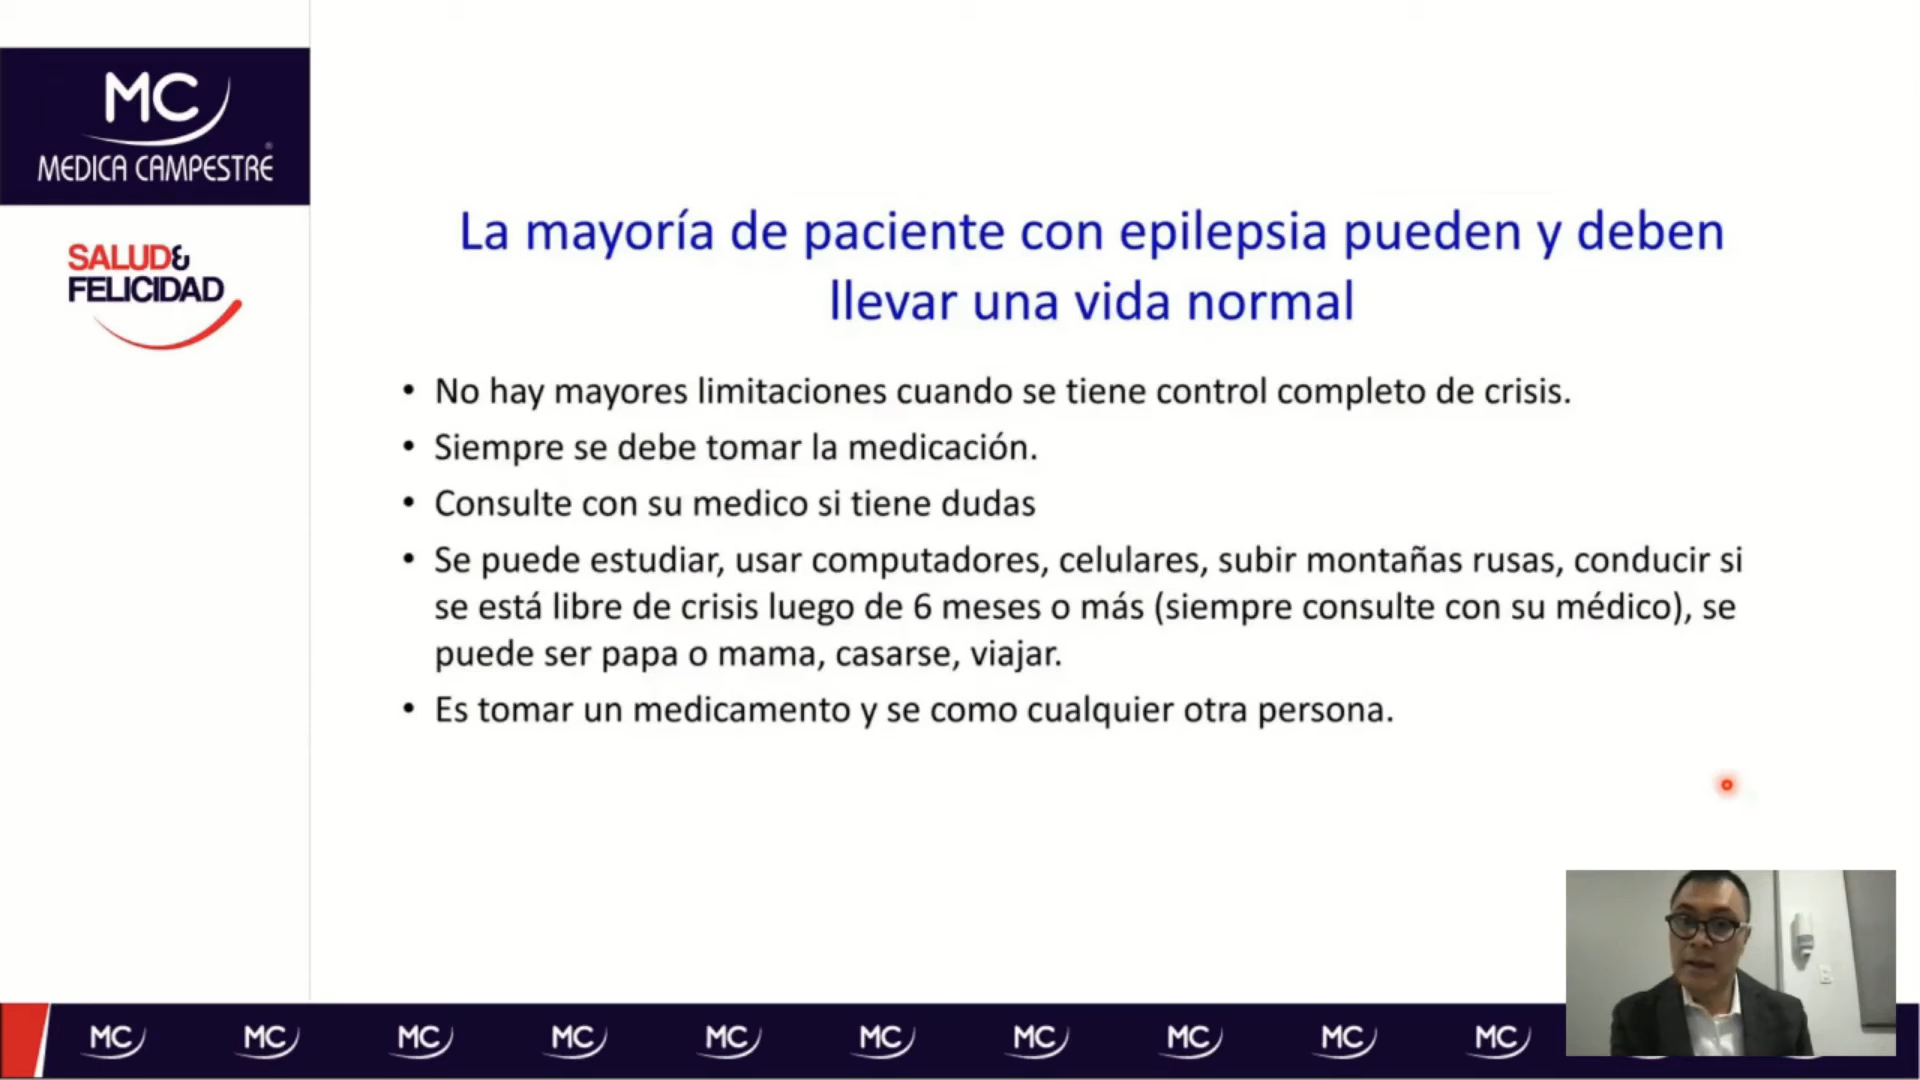 MC
MEDICA CAMPESTRE®
SALUD&
FELICIDAD
La mayoría de paciente con epilepsia pueden y deben
llevar una vida normal
• No hay mayores limitaciones cuando se tiene control completo de crisis.
• Siempre se debe tomar la medicación.
• Consulte con su medico si tiene dudas
• Se puede estudiar, usar computadores, celulares, subir montañas rusas, conducir si
se está libre de crisis luego de 6 meses o más (siempre consulte con su médico), se
puede ser papa o mama, casarse, viajar.
• Es tomar un medicamento y se como cualquier otra persona.
MC MC MC MC MC MC MC MC MC MC